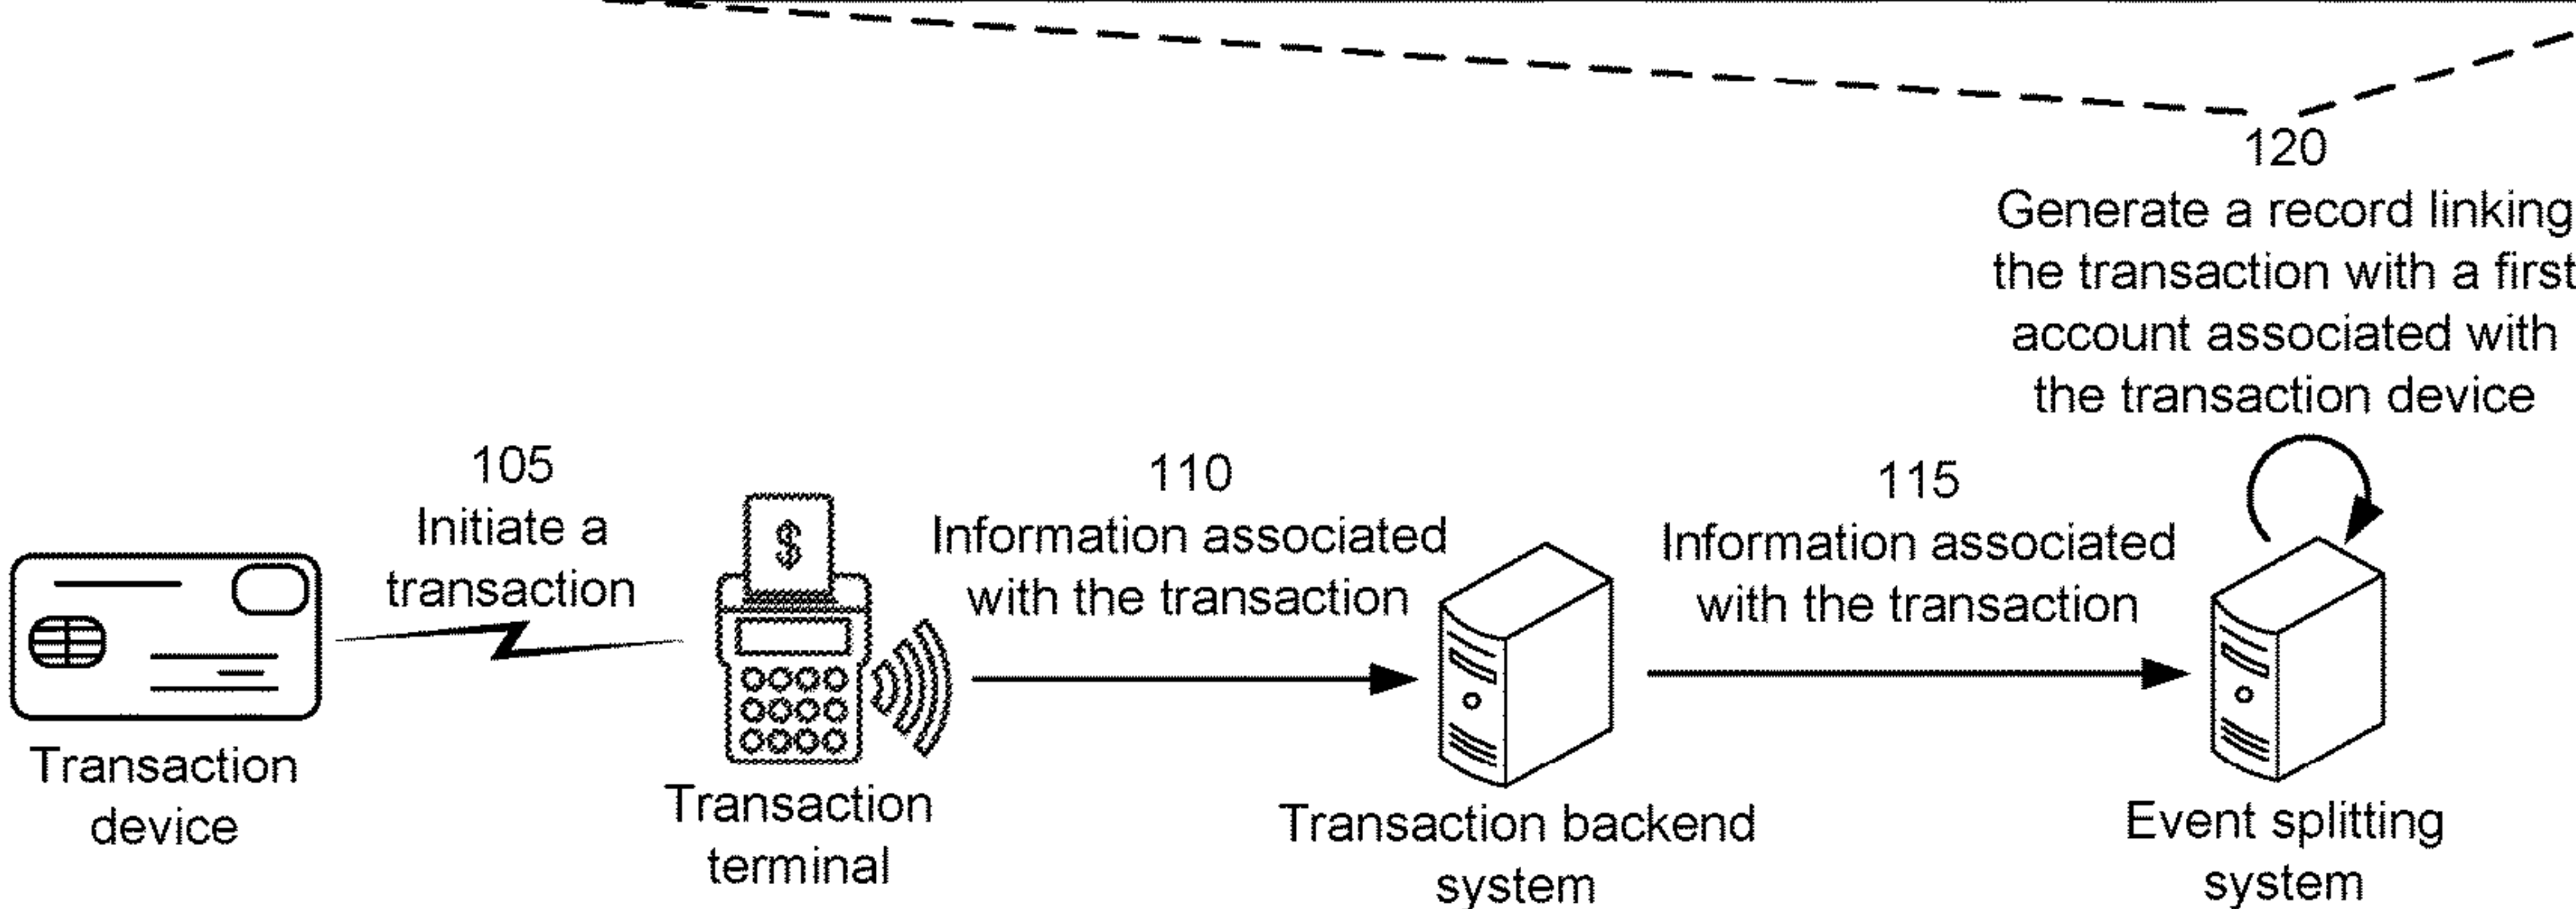 120
Generate a record linking
the transaction with a first
account associated with
the transaction device
105
Initiate a
transaction
$
110
Information associated
with the transaction
115
Information associated
with the transaction
Transaction
device
Transaction
terminal
Transaction backend
system
Event splitting
system